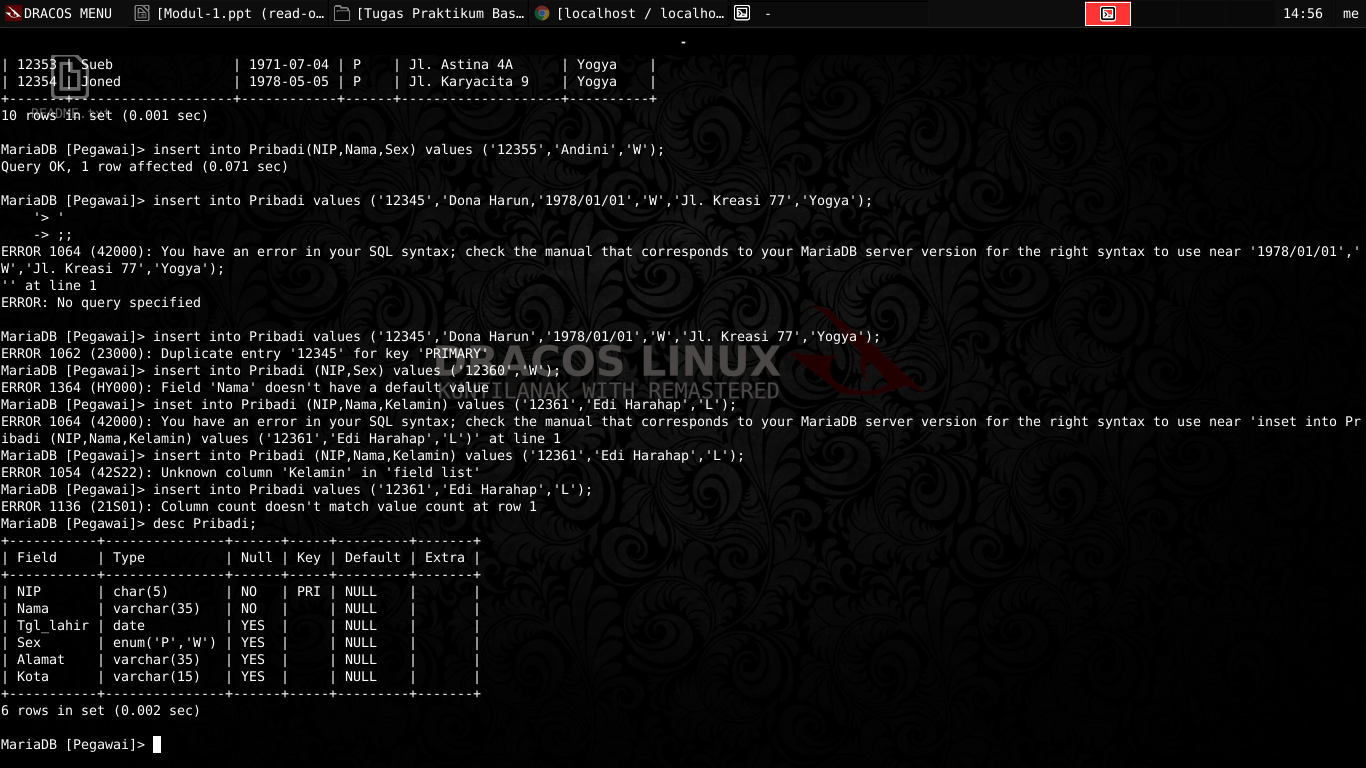 DRACOS MENU [Modul-1.ppt (read-o… [Tugas Praktikum Bas… [localhost / localho… - 14:56 me
-
| 12353 | Sueb               | 1971-07-04 | P    | Jl. Astina 4A      | Yogya    |
| 12354 | Joned              | 1978-05-05 | P    | Jl. Karyacita 9    | Yogya    |
+-------+--------------------+------------+------+--------------------+----------+
README.txt
10 rows in set (0.001 sec)
MariaDB [Pegawai]> insert into Pribadi(NIP,Nama,Sex) values ('12355','Andini','W');
Query OK, 1 row affected (0.071 sec)
MariaDB [Pegawai]> insert into Pribadi values ('12345','Dona Harun,'1978/01/01','W','Jl. Kreasi 77','Yogya');
    '> '
    -> ;;
ERROR 1064 (42000): You have an error in your SQL syntax; check the manual that corresponds to your MariaDB server version for the right syntax to use near '1978/01/01','
W','Jl. Kreasi 77','Yogya');
'' at line 1
ERROR: No query specified
MariaDB [Pegawai]> insert into Pribadi values ('12345','Dona Harun','1978/01/01','W','Jl. Kreasi 77','Yogya');
ERROR 1062 (23000): Duplicate entry '12345' for key 'PRIMARY'
MariaDB [Pegawai]> insert into Pribadi (NIP,Sex) values ('12360','W');
ERROR 1364 (HY000): Field 'Nama' doesn't have a default value
MariaDB [Pegawai]> inset into Pribadi (NIP,Nama,Kelamin) values ('12361','Edi Harahap','L');
ERROR 1064 (42000): You have an error in your SQL syntax; check the manual that corresponds to your MariaDB server version for the right syntax to use near 'inset into Pr
ibadi (NIP,Nama,Kelamin) values ('12361','Edi Harahap','L')' at line 1
MariaDB [Pegawai]> insert into Pribadi (NIP,Nama,Kelamin) values ('12361','Edi Harahap','L');
ERROR 1054 (42S22): Unknown column 'Kelamin' in 'field list'
MariaDB [Pegawai]> insert into Pribadi values ('12361','Edi Harahap','L');
ERROR 1136 (21S01): Column count doesn't match value count at row 1
MariaDB [Pegawai]> desc Pribadi;
+-----------+---------------+------+-----+---------+-------+
| Field     | Type          | Null | Key | Default | Extra |
+-----------+---------------+------+-----+---------+-------+
| NIP       | char(5)       | NO   | PRI | NULL    |       |
| Nama      | varchar(35)   | NO   |     | NULL    |       |
| Tgl_lahir | date          | YES  |     | NULL    |       |
| Sex       | enum('P','W') | YES  |     | NULL    |       |
| Alamat    | varchar(35)   | YES  |     | NULL    |       |
| Kota      | varchar(15)   | YES  |     | NULL    |       |
+-----------+---------------+------+-----+---------+-------+
6 rows in set (0.002 sec)
MariaDB [Pegawai]>
DRACOS LINUX
KUNTILANAK WITH REMASTERED